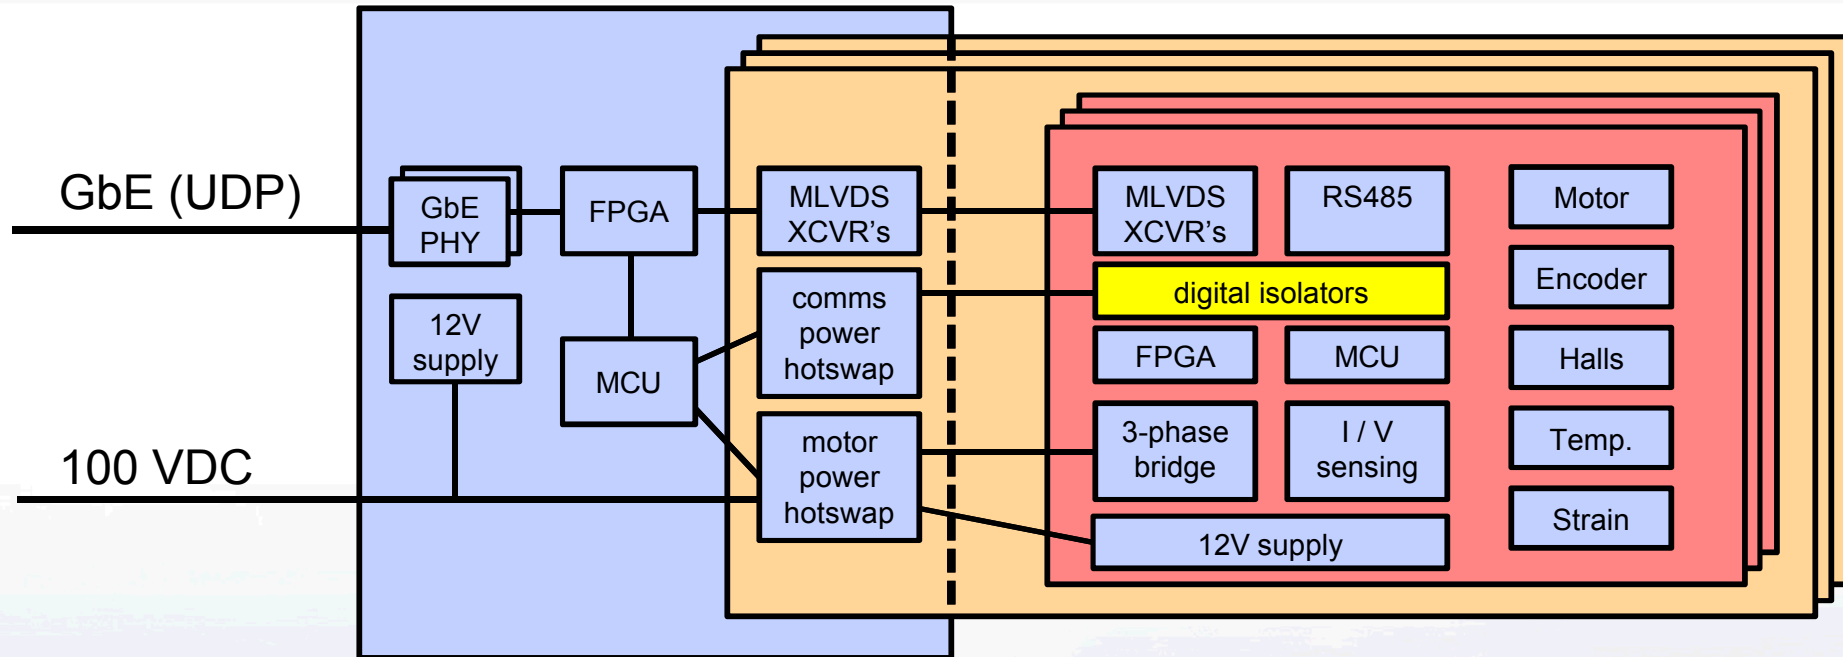 GbE (UDP)
100 VDC
GbE
PHY
12V
supply
FPGA
MCU
MLVDS
XCVR's
comms
power
hotswap
motor
power
hotswap
MLVDS
XCVR's
RS485
digital isolators
FPGA
MCU
3-phase
bridge
I / V
sensing
12V supply
Motor
Encoder
Halls
Temp.
Strain